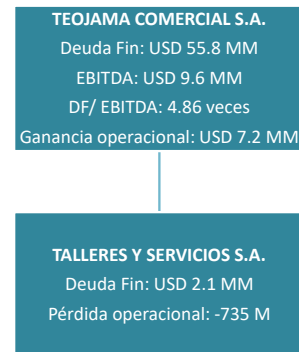 TEOJAMA COMERCIAL S.A.
Deuda Fin: USD 55.8 MM
EBITDA: USD 9.6 MM
DF/ EBITDA: 4.86 veces
Ganancia operacional: USD 7.2 MM
TALLERES Y SERVICIOS S.A.
Deuda Fin: USD 2.1 MM
Pérdida operacional: -735 M